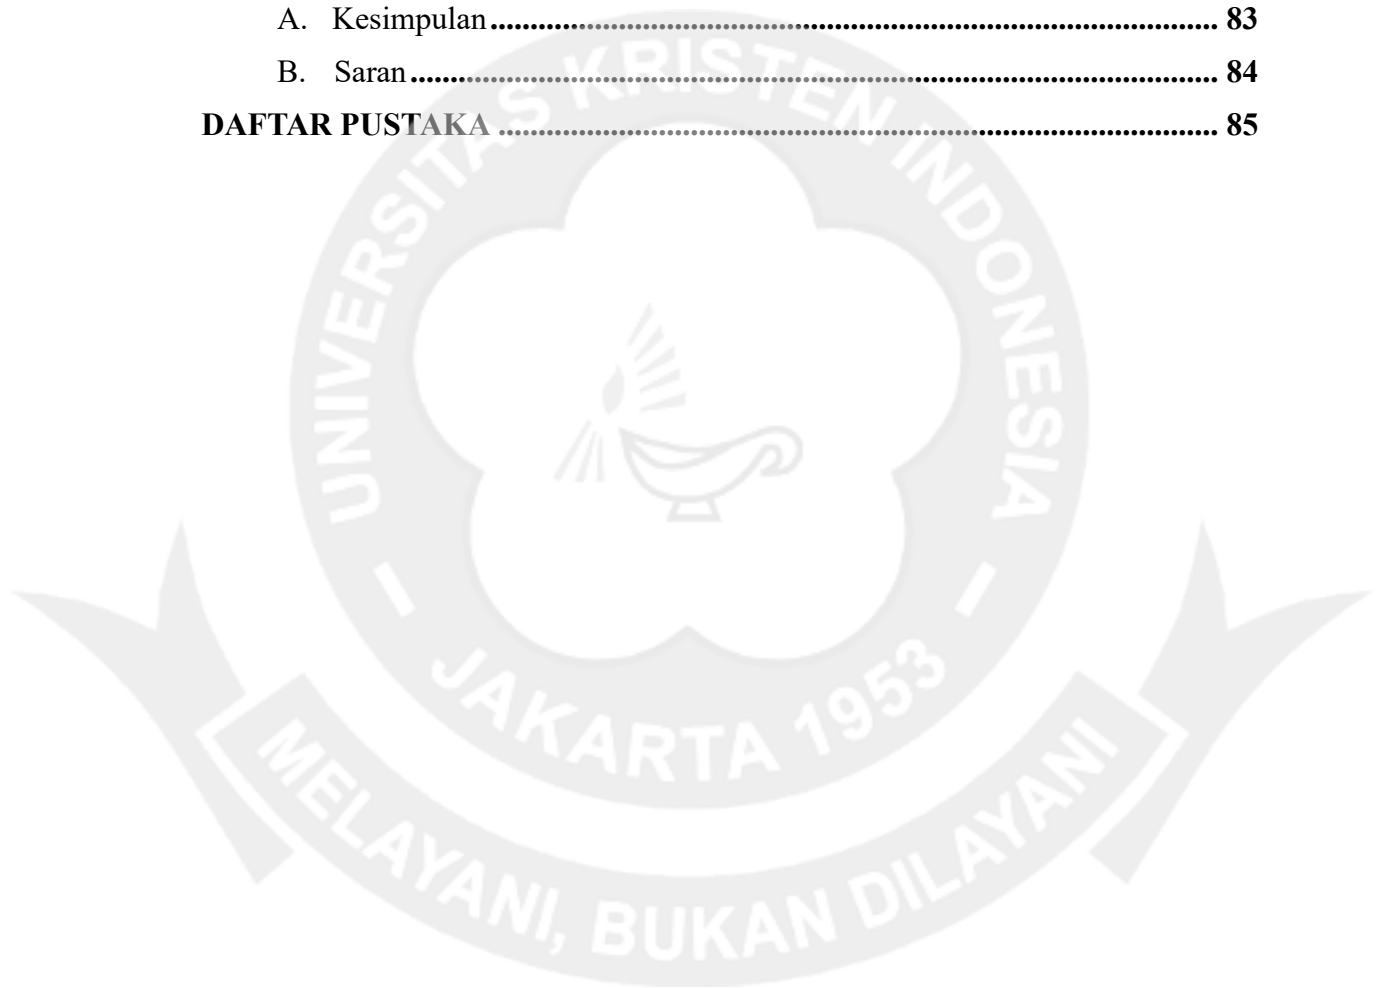 A. Kesimpulan ........................................................................................ 83
B. Saran ........................................................................................ 84
DAFTAR PUSTAKA ........................................................................................ 85
UNIVERSITAS KRISTEN INDONESIA
JAKARTA 1953
MELAYANI, BUKAN DILAYANI